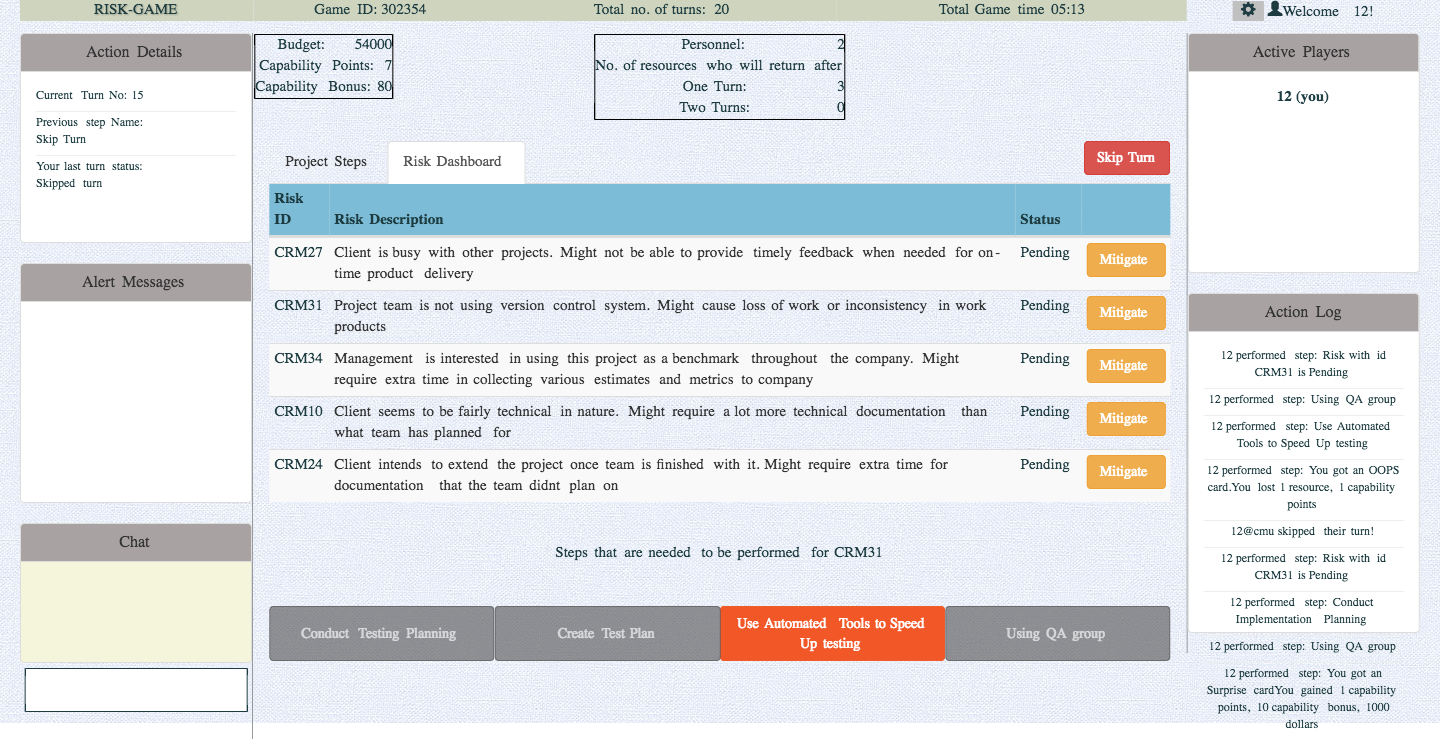 RISK-GAME
Game ID: 302354
Total no. of turns: 20
Total Game time 05:13
Welcome 12!
Action Details
Current Turn No: 15
Previous step Name:
Skip Turn
Your last turn status:
Skipped turn
Alert Messages
Chat
Budget: 54000
Capability Points: 7
Capability Bonus: 80
Personnel: 2
No. of resources who will return after
One Turn: 3
Two Turns: 0
Project Steps
Risk Dashboard
Skip Turn
Risk
ID Risk Description Status
CRM27 Client is busy with other projects. Might not be able to provide timely feedback when needed for on- Pending Mitigate
time product delivery
CRM31 Project team is not using version control system. Might cause loss of work or inconsistency in work Pending Mitigate
products
CRM34 Management is interested in using this project as a benchmark throughout the company. Might Pending Mitigate
require extra time in collecting various estimates and metrics to company
CRM10 Client seems to be fairly technical in nature. Might require a lot more technical documentation than Pending Mitigate
what team has planned for
CRM24 Client intends to extend the project once team is finished with it. Might require extra time for Pending Mitigate
documentation that the team didnt plan on
Steps that are needed to be performed for CRM31
Conduct Testing Planning
Create Test Plan
Use Automated Tools to Speed
Up testing
Using QA group
Active Players
12 (you)
Action Log
12 performed step: Risk with id
CRM31 is Pending
12 performed step: Using QA group
12 performed step: Use Automated
Tools to Speed Up testing
12 performed step: You got an OOPS
card.You lost 1 resource, 1 capability
points
12@cmu skipped their turn!
12 performed step: Risk with id
CRM31 is Pending
12 performed step: Conduct
Implementation Planning
12 performed step: Using QA group
12 performed step: You got an
Surprise cardYou gained 1 capability
points, 10 capability bonus, 1000
dollars